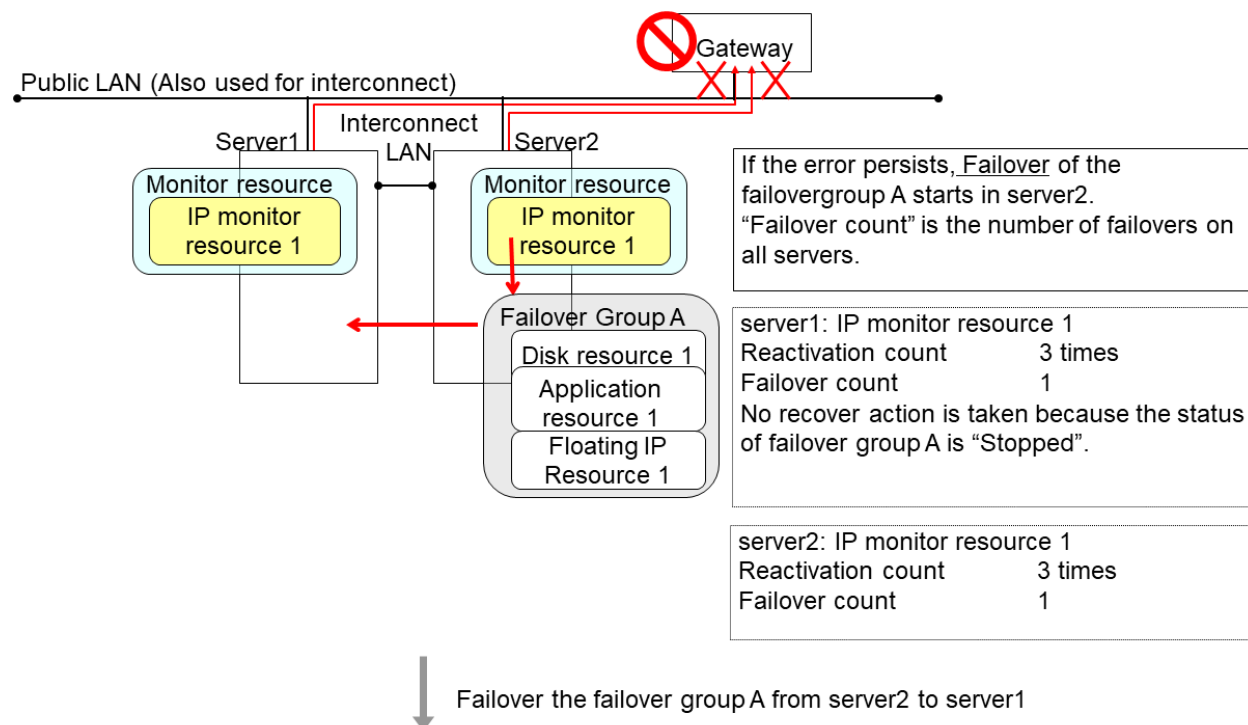 Gateway
Public LAN (Also used for interconnect)
Interconnect
LAN
Server1
Server2
Monitor resource
IP monitor
resource 1
Monitor resource
IP monitor
resource 1
If the error persists, Failover of the
failovergroup A starts in server2.
“Failover count” is the number of failovers on
all servers.
Failover Group A
Disk resource 1
Application
resource 1
Floating IP
Resource 1
server1: IP monitor resource 1
Reactivation count 3 times
Failover count 1
No recover action is taken because the status
of failover group A is “Stopped”.
server2: IP monitor resource 1
Reactivation count 3 times
Failover count 1
Failover the failover group A from server2 to server1